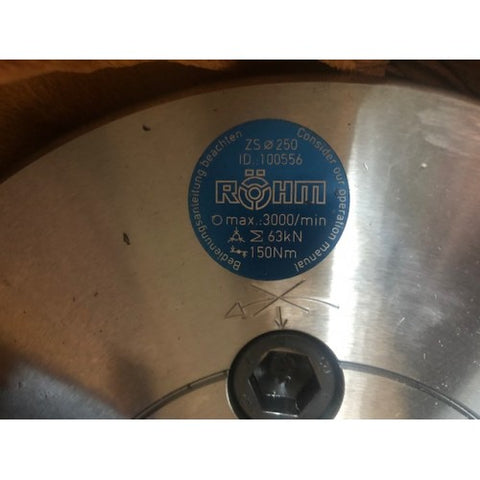 Bedienungsanleitung beachten
Consider our operation manual
ZS ø 250
ID.:100556
RÖHM
max.:3000/min
Σ 63kN
150Nm